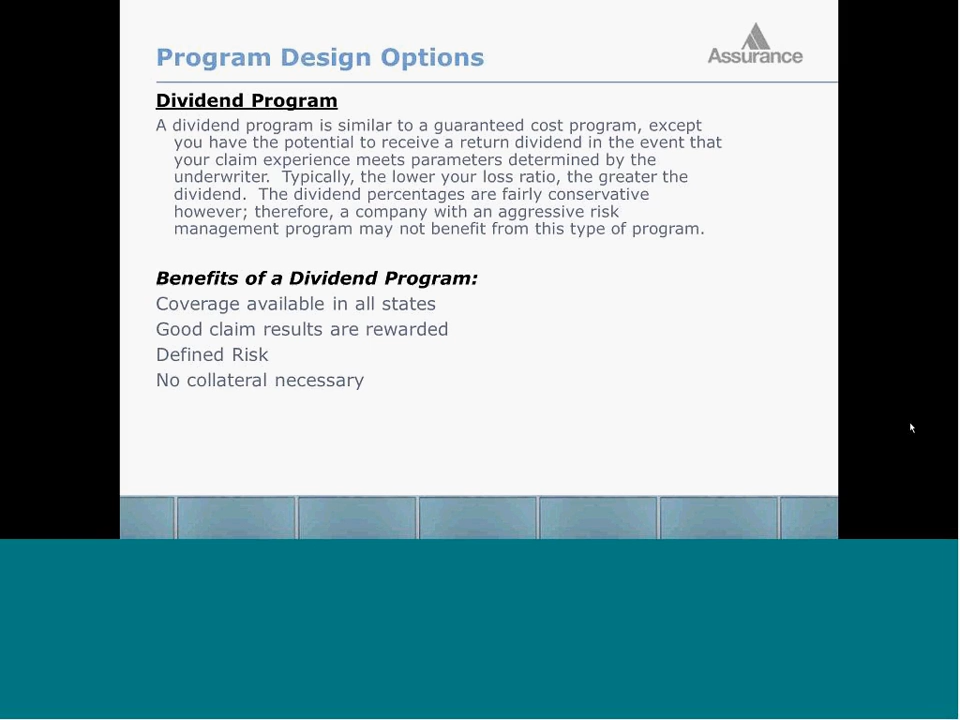 Program Design Options
Assurance
Dividend Program
A dividend program is similar to a guaranteed cost program, except
you have the potential to receive a return dividend in the event that
your claim experience meets parameters determined by the
underwriter.  Typically, the lower your loss ratio, the greater the
dividend.  The dividend percentages are fairly conservative
however; therefore, a company with an aggressive risk
management program may not benefit from this type of program.
Benefits of a Dividend Program:
Coverage available in all states
Good claim results are rewarded
Defined Risk
No collateral necessary